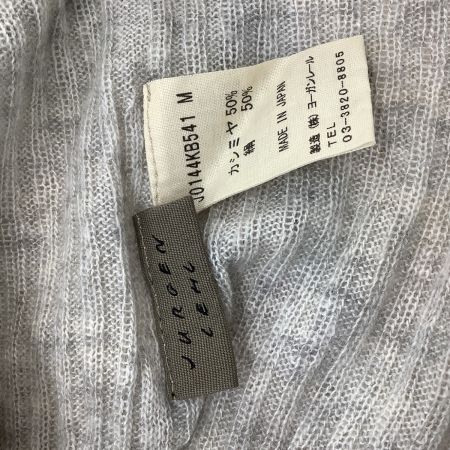 J0144KB541 M
カシミヤ 50%
絹 50%
MADE IN JAPAN
製造 (株) ヨーガンレール
TEL
03-3820-8805
JURGEN
LEHL